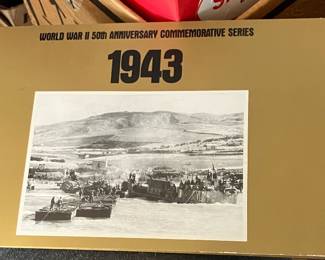 WORLD WAR II 50th ANNIVERSARY COMMEMORATIVE SERIES
1943